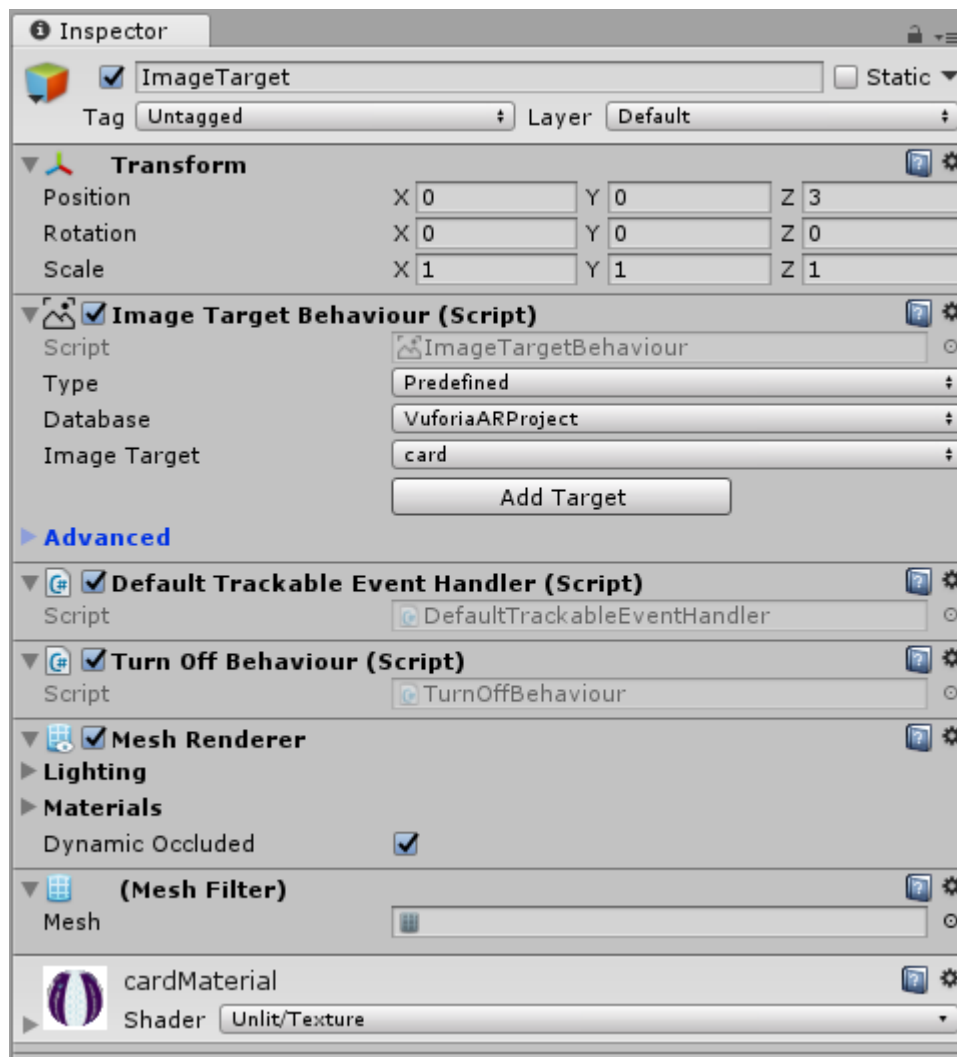 Inspector
ImageTarget Static
Tag Untagged Layer Default
Transform
Position X 0 Y 0 Z 3
Rotation X 0 Y 0 Z 0
Scale X 1 Y 1 Z 1
Image Target Behaviour (Script)
Script ImageTargetBehaviour
Type Predefined
Database VuforiaARProject
Image Target card
Add Target
Advanced
Default Trackable Event Handler (Script)
Script DefaultTrackableEventHandler
Turn Off Behaviour (Script)
Script TurnOffBehaviour
Mesh Renderer
Lighting
Materials
Dynamic Occluded
(Mesh Filter)
Mesh
cardMaterial
Shader Unlit/Texture